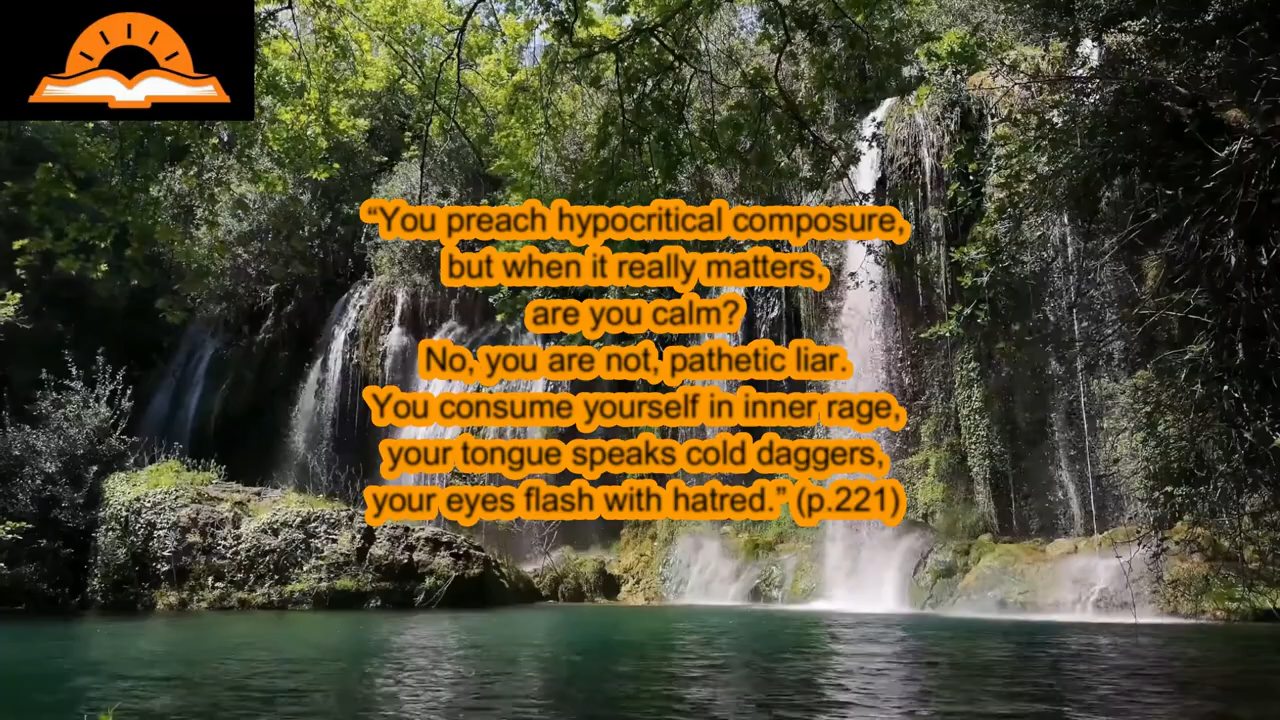 “You preach hypocritical composure,
but when it really matters,
are you calm?
No, you are not, pathetic liar.
You consume yourself in inner rage,
your tongue speaks cold daggers,
your eyes flash with hatred.” (p.221)